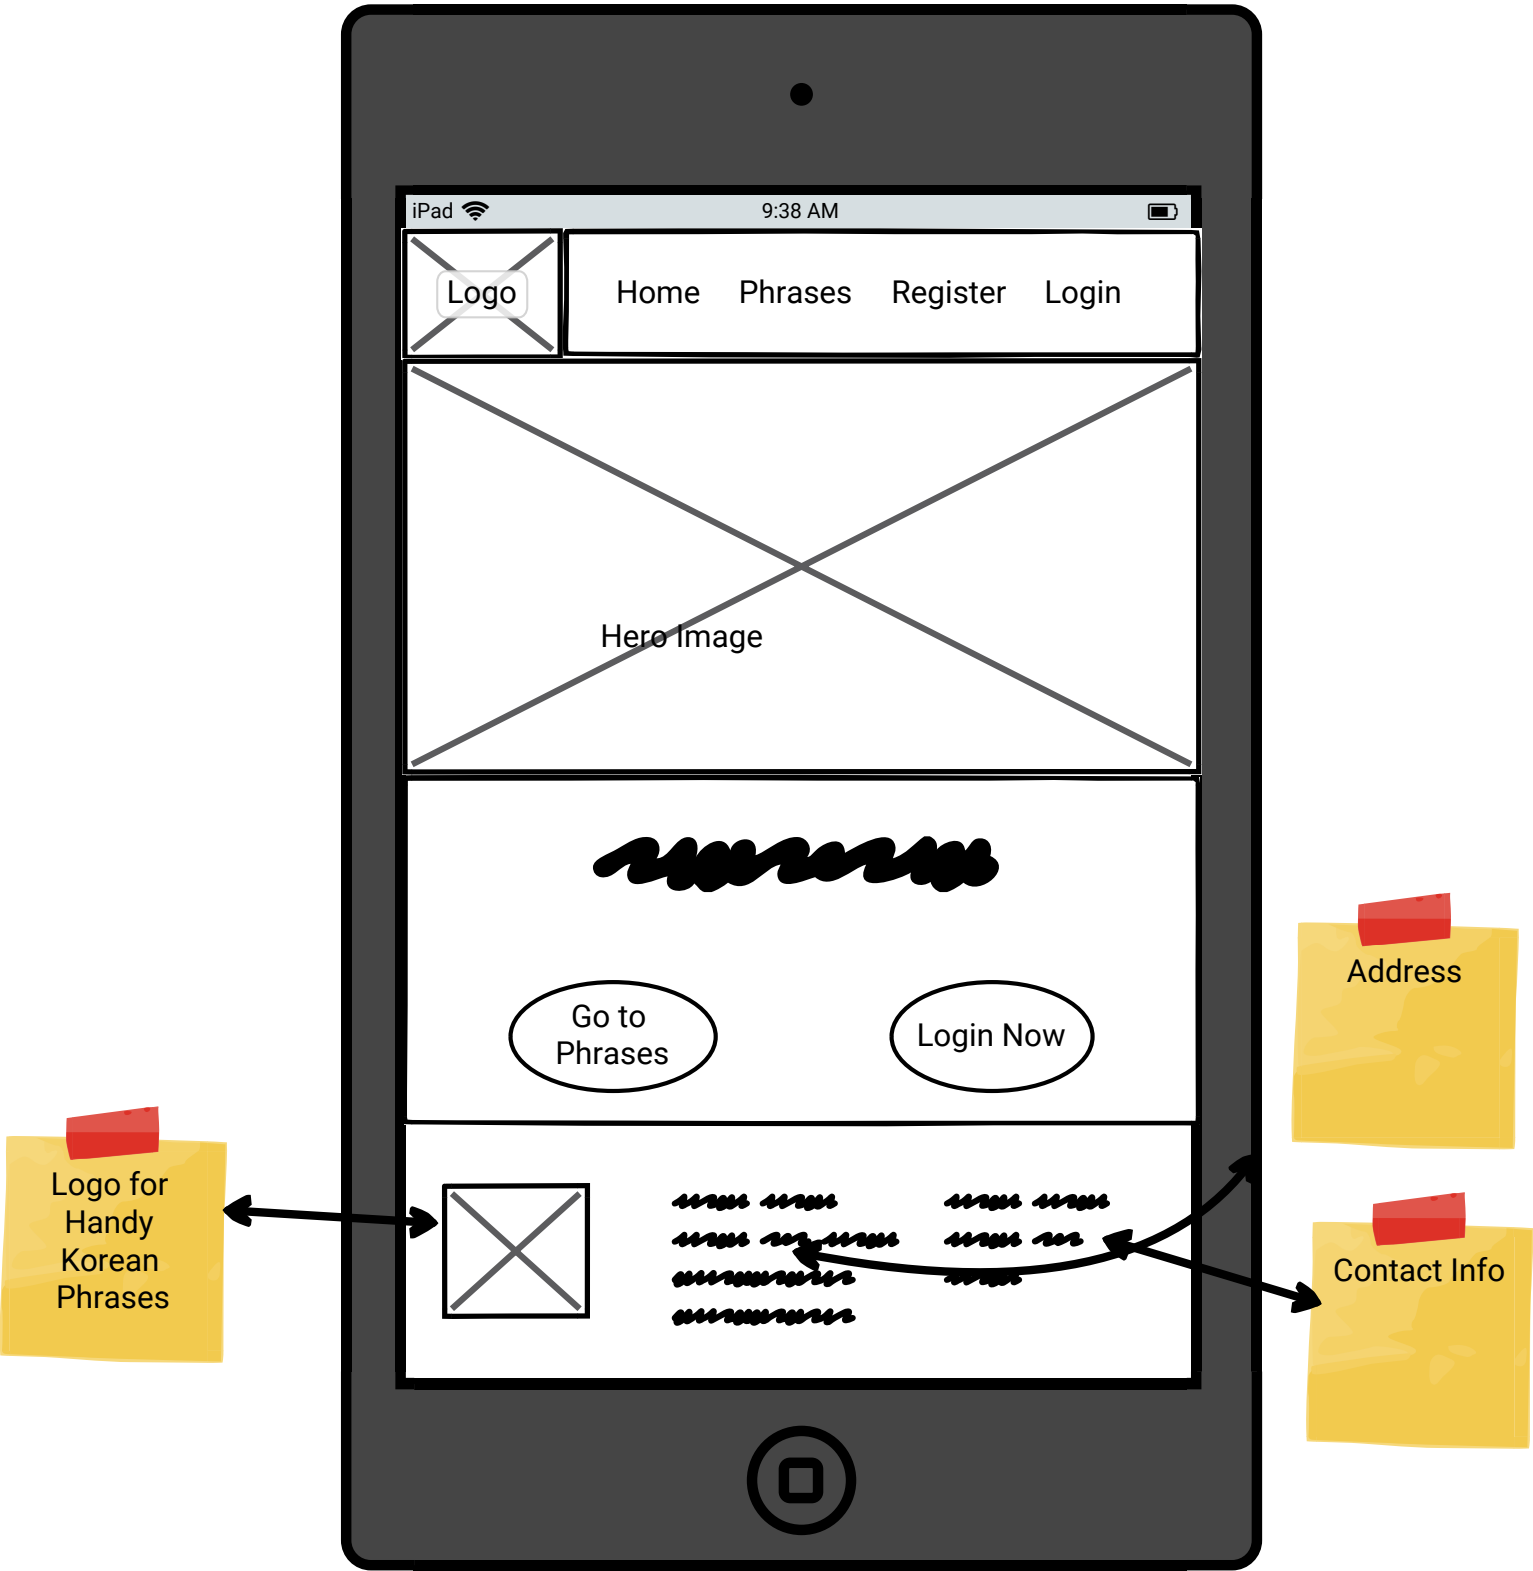 iPad 9:38 AM
Logo
Home Phrases Register Login
Hero Image
Go to
Phrases
Login Now
Address
Logo for
Handy
Korean
Phrases
Contact Info